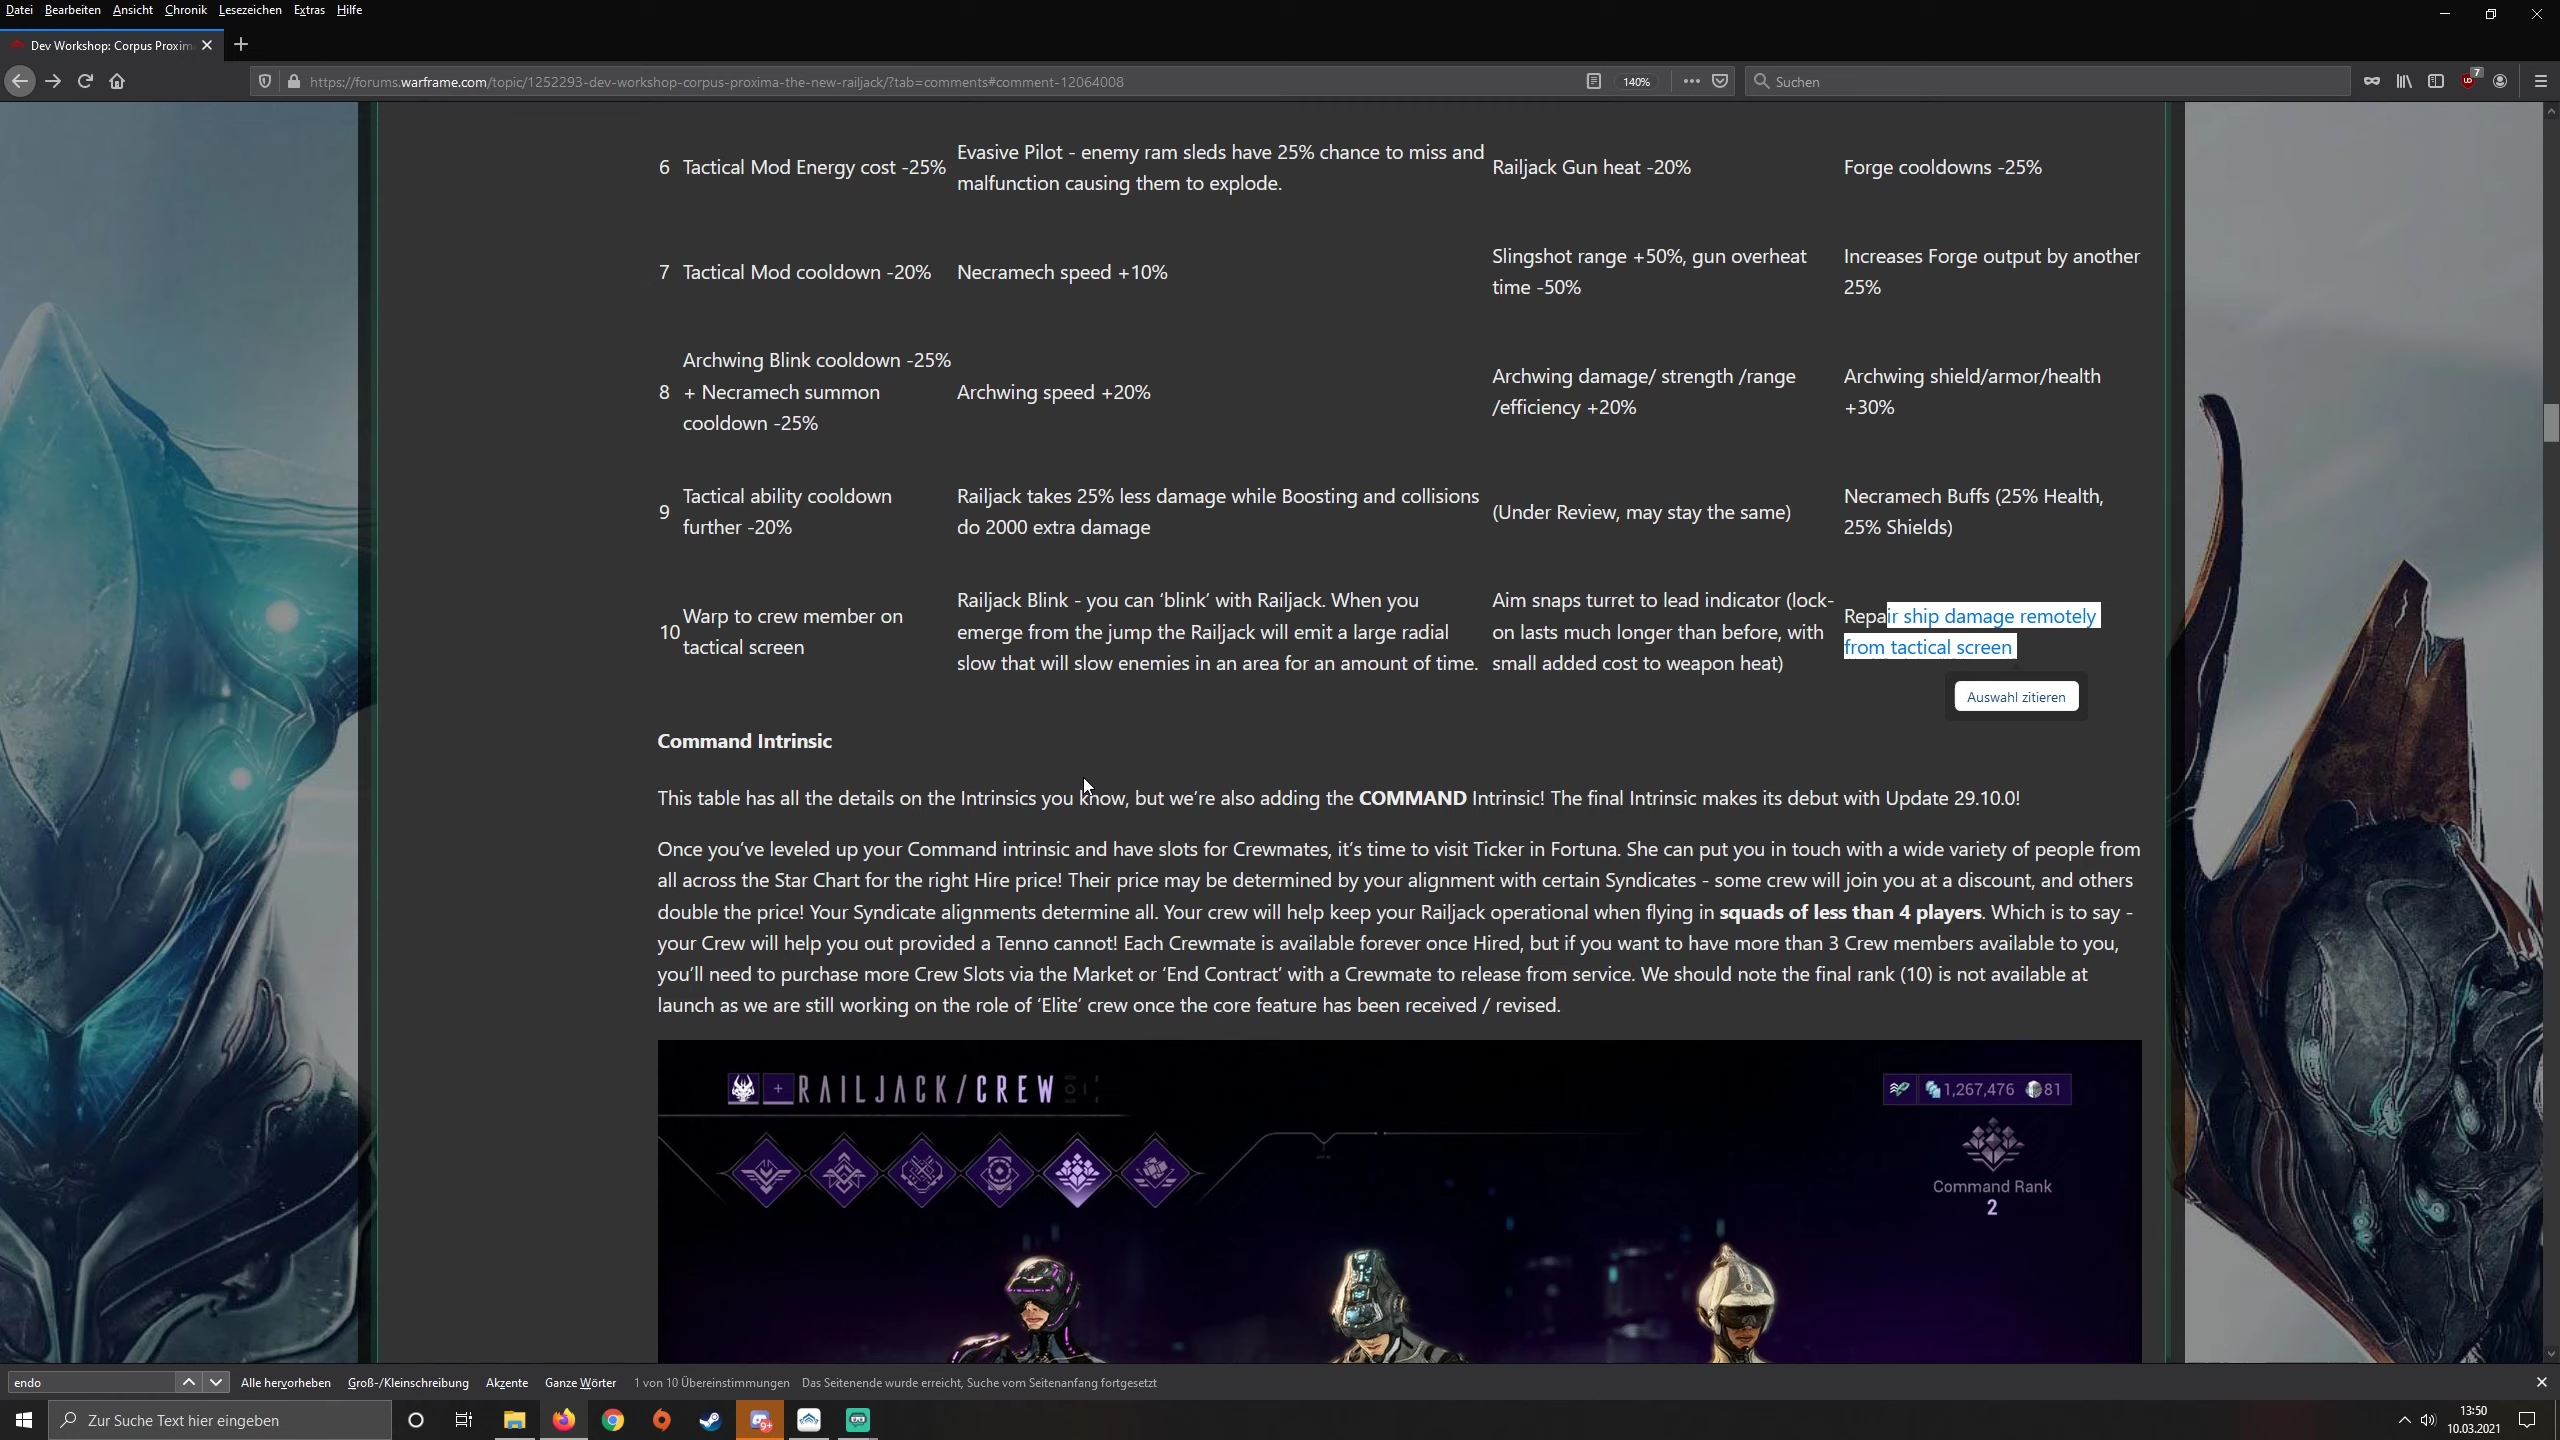 Datei Bearbeiten Ansicht Chronik Lesezeichen Extras Hilfe
Dev Workshop: Corpus Proxim
https://forums.warframe.com/topic/1252293-dev-workshop-corpus-proxima-the-new-railjack/?tab=comments#comment-12064008
140%
Suchen
7
6 Tactical Mod Energy cost -25%
Evasive Pilot - enemy ram sleds have 25% chance to miss and
malfunction causing them to explode.
Railjack Gun heat -20%
Forge cooldowns -25%
7 Tactical Mod cooldown -20%
Necramech speed +10%
Slingshot range +50%, gun overheat
time -50%
Increases Forge output by another
25%
8
Archwing Blink cooldown -25%
+ Necramech summon
cooldown -25%
Archwing speed +20%
Archwing damage/ strength /range
/efficiency +20%
Archwing shield/armor/health
+30%
9
Tactical ability cooldown
further -20%
Railjack takes 25% less damage while Boosting and collisions
do 2000 extra damage
(Under Review, may stay the same)
Necramech Buffs (25% Health,
25% Shields)
10
Warp to crew member on
tactical screen
Railjack Blink - you can ‘blink’ with Railjack. When you
emerge from the jump the Railjack will emit a large radial
slow that will slow enemies in an area for an amount of time.
Aim snaps turret to lead indicator (lock-
on lasts much longer than before, with
small added cost to weapon heat)
Repair ship damage remotely
from tactical screen
Auswahl zitieren
Command Intrinsic
This table has all the details on the Intrinsics you know, but we’re also adding the COMMAND Intrinsic! The final Intrinsic makes its debut with Update 29.10.0!
Once you’ve leveled up your Command intrinsic and have slots for Crewmates, it’s time to visit Ticker in Fortuna. She can put you in touch with a wide variety of people from
all across the Star Chart for the right Hire price! Their price may be determined by your alignment with certain Syndicates - some crew will join you at a discount, and others
double the price! Your Syndicate alignments determine all. Your crew will help keep your Railjack operational when flying in squads of less than 4 players. Which is to say -
your Crew will help you out provided a Tenno cannot! Each Crewmate is available forever once Hired, but if you want to have more than 3 Crew members available to you,
you’ll need to purchase more Crew Slots via the Market or ‘End Contract’ with a Crewmate to release from service. We should note the final rank (10) is not available at
launch as we are still working on the role of ‘Elite’ crew once the core feature has been received / revised.
RAILJACK/CREW
1,267,476 81
Command Rank
2
endo
Alle hervorheben Groß-/Kleinschreibung Akzente Ganze Wörter 1 von 10 Übereinstimmungen Das Seitenende wurde erreicht, Suche vom Seitenanfang fortgesetzt
Zur Suche Text hier eingeben
9+
13:50
10.03.2021